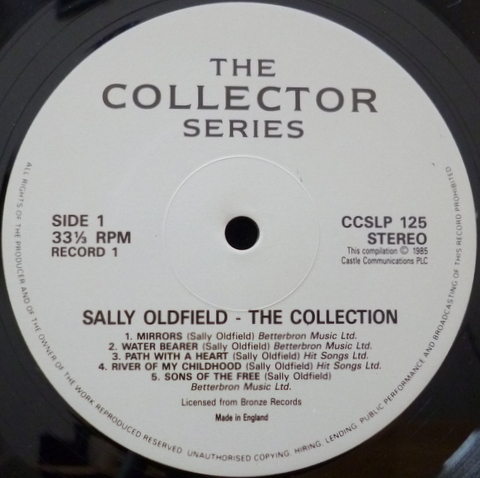 THE
COLLECTOR
SERIES
SIDE 1
33⅓ RPM
RECORD 1
CCSLP 125
STEREO
This compilation © 1985
Castle Communications PLC
SALLY OLDFIELD - THE COLLECTION
1. MIRRORS (Sally Oldfield) Betterbron Music Ltd.
2. WATER BEARER (Sally Oldfield) Betterbron Music Ltd.
3. PATH WITH A HEART (Sally Oldfield) Hit Songs Ltd.
4. RIVER OF MY CHILDHOOD (Sally Oldfield) Hit Songs Ltd.
5. SONS OF THE FREE (Sally Oldfield)
Betterbron Music Ltd.
Licensed from Bronze Records
Made in England
ALL RIGHTS OF THE PRODUCER AND OF THE OWNER OF THE WORK REPRODUCED RESERVED. UNAUTHORISED COPYING, HIRING, LENDING, PUBLIC PERFORMANCE AND BROADCASTING OF THIS RECORD PROHIBITED.